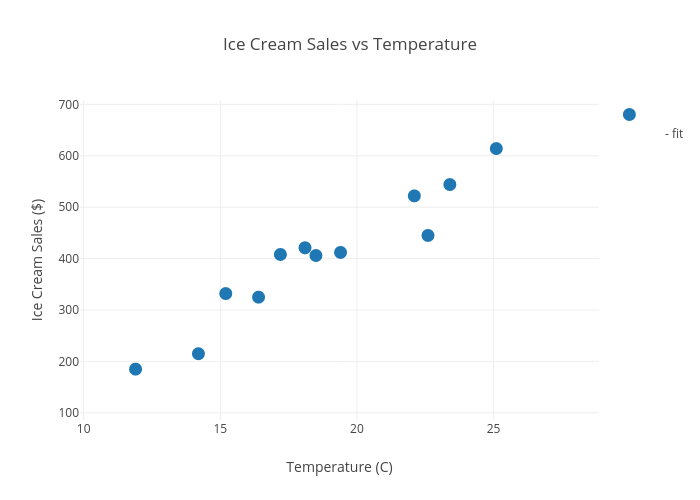 Ice Cream Sales vs Temperature
700
600
500
400
300
200
100
Ice Cream Sales ($)
10
15
20
25
Temperature (C)
- fit